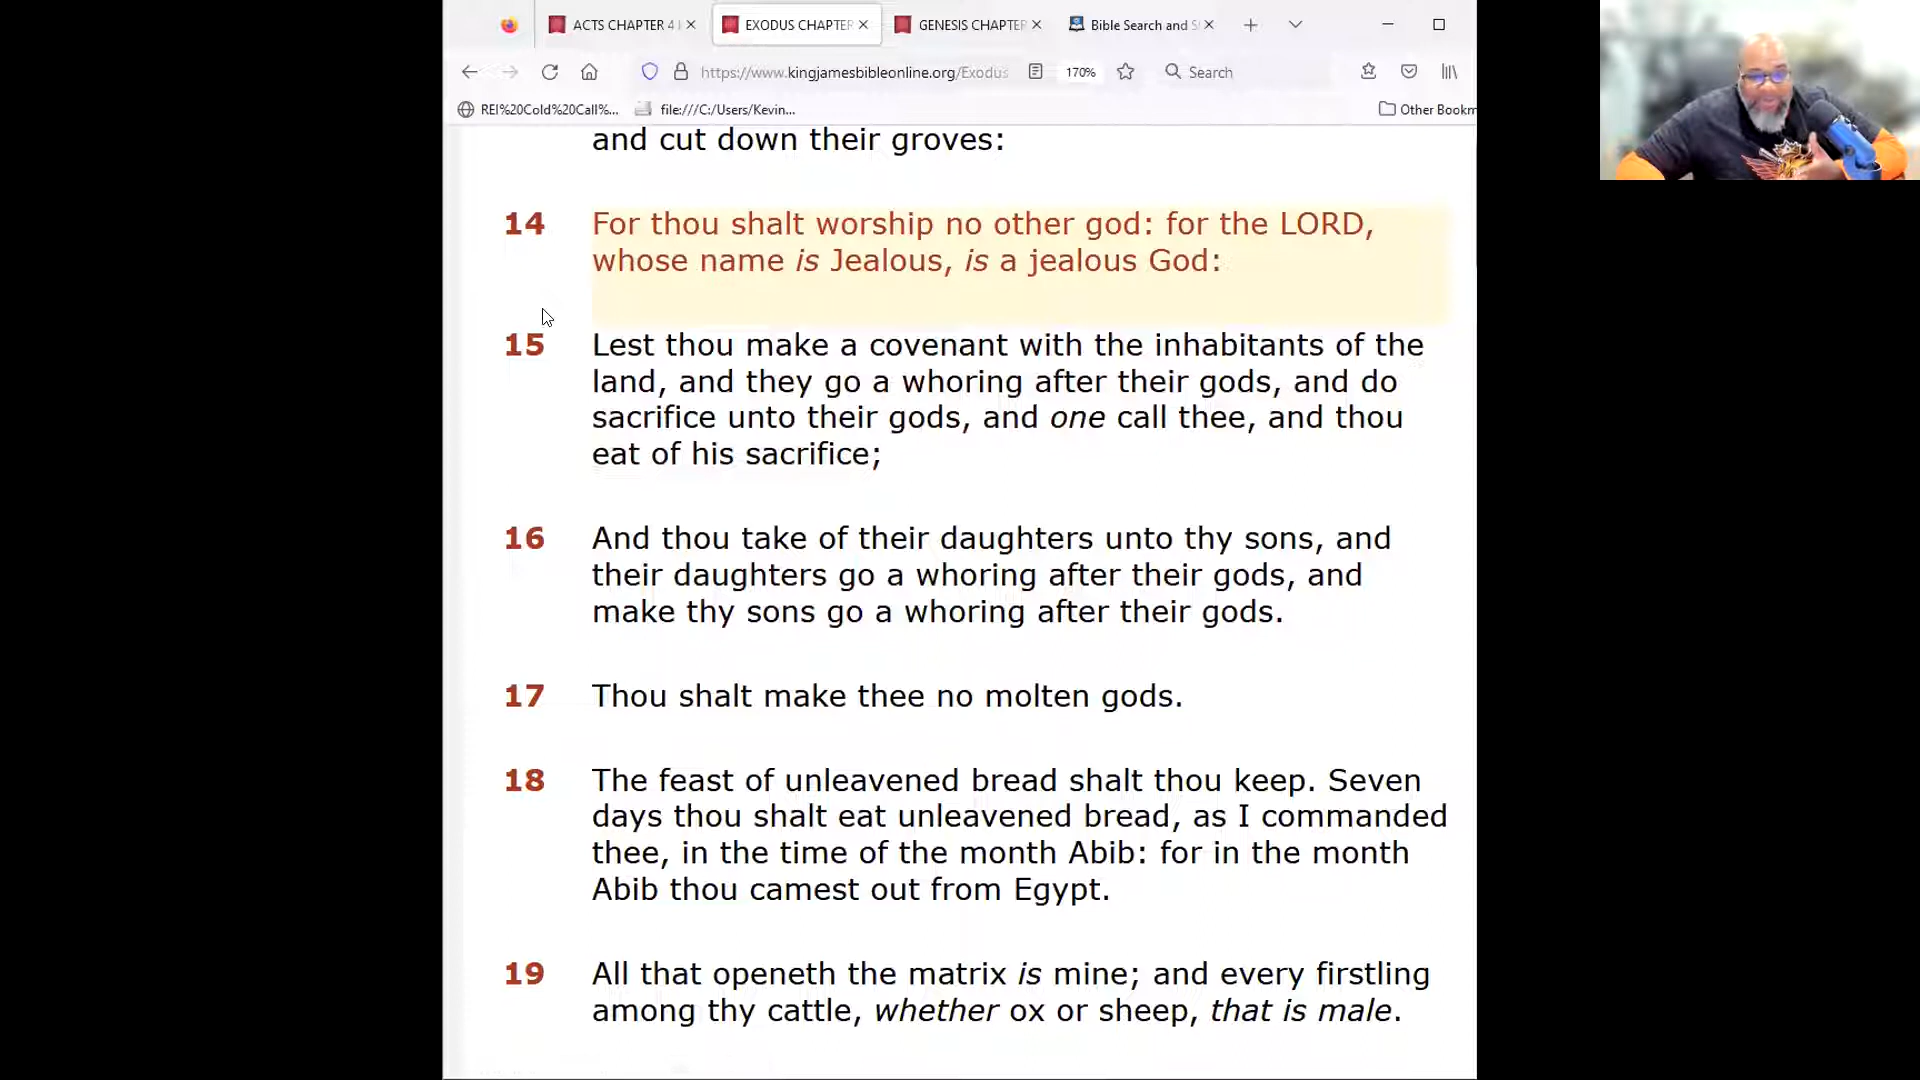 ACTS CHAPTER 4
EXODUS CHAPTER
GENESIS CHAPTER
Bible Search and S
https://www.kingjamesbibleonline.org/Exodus
170%
Search
REI%20Cold%20Call%...
file:///C:/Users/Kevin...
Other Bookm
and cut down their groves:
14 For thou shalt worship no other god: for the LORD,
whose name is Jealous, is a jealous God:
15 Lest thou make a covenant with the inhabitants of the
land, and they go a whoring after their gods, and do
sacrifice unto their gods, and one call thee, and thou
eat of his sacrifice;
16 And thou take of their daughters unto thy sons, and
their daughters go a whoring after their gods, and
make thy sons go a whoring after their gods.
17 Thou shalt make thee no molten gods.
18 The feast of unleavened bread shalt thou keep. Seven
days thou shalt eat unleavened bread, as I commanded
thee, in the time of the month Abib: for in the month
Abib thou camest out from Egypt.
19 All that openeth the matrix is mine; and every firstling
among thy cattle, whether ox or sheep, that is male.